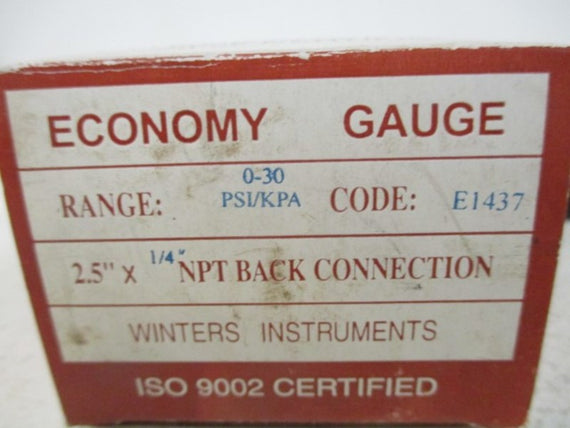 ECONOMY GAUGE
RANGE: 0-30 PSI/KPA CODE: E1437
2.5" X 1/4" NPT BACK CONNECTION
WINTERS INSTRUMENTS
ISO 9002 CERTIFIED